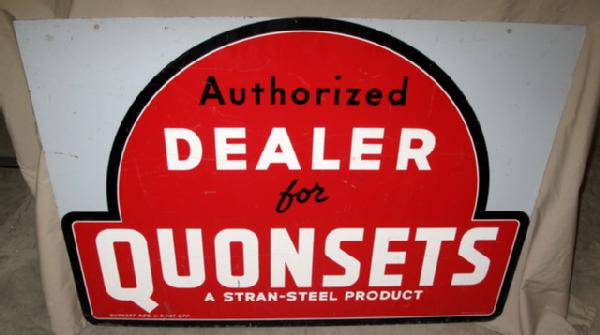 Authorized
DEALER
for
QUONSETS
A STRAN-STEEL PRODUCT